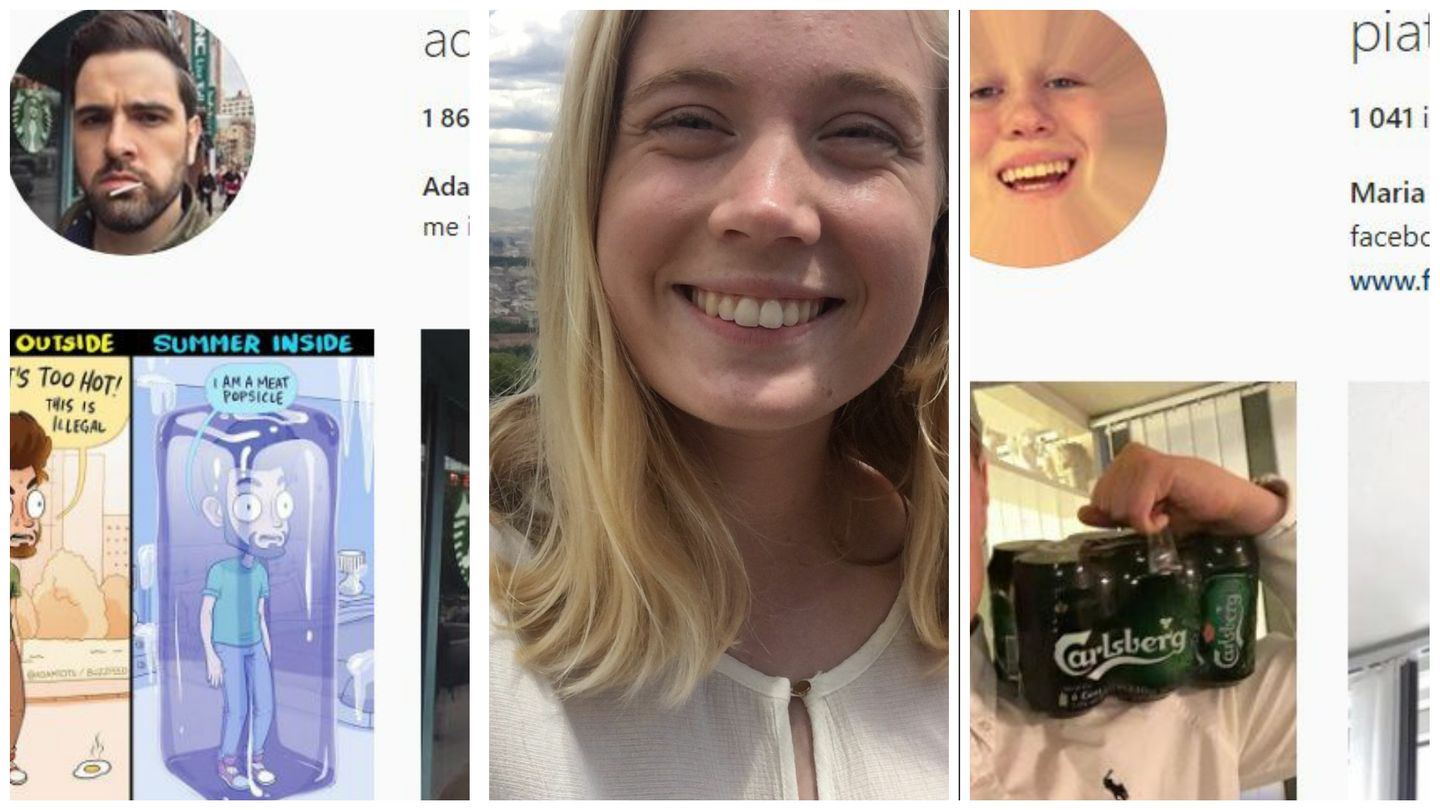 ac
1 86
Ada
me i
OUTSIDE
T'S TOO HOT!
THIS IS
ILLEGAL
@ADAMTOTS / BUZZFEED
SUMMER INSIDE
I AM A MEAT
POPSICLE
piat
1 041 i
Maria
facebo
www.f
Carlsberg
Carlsberg